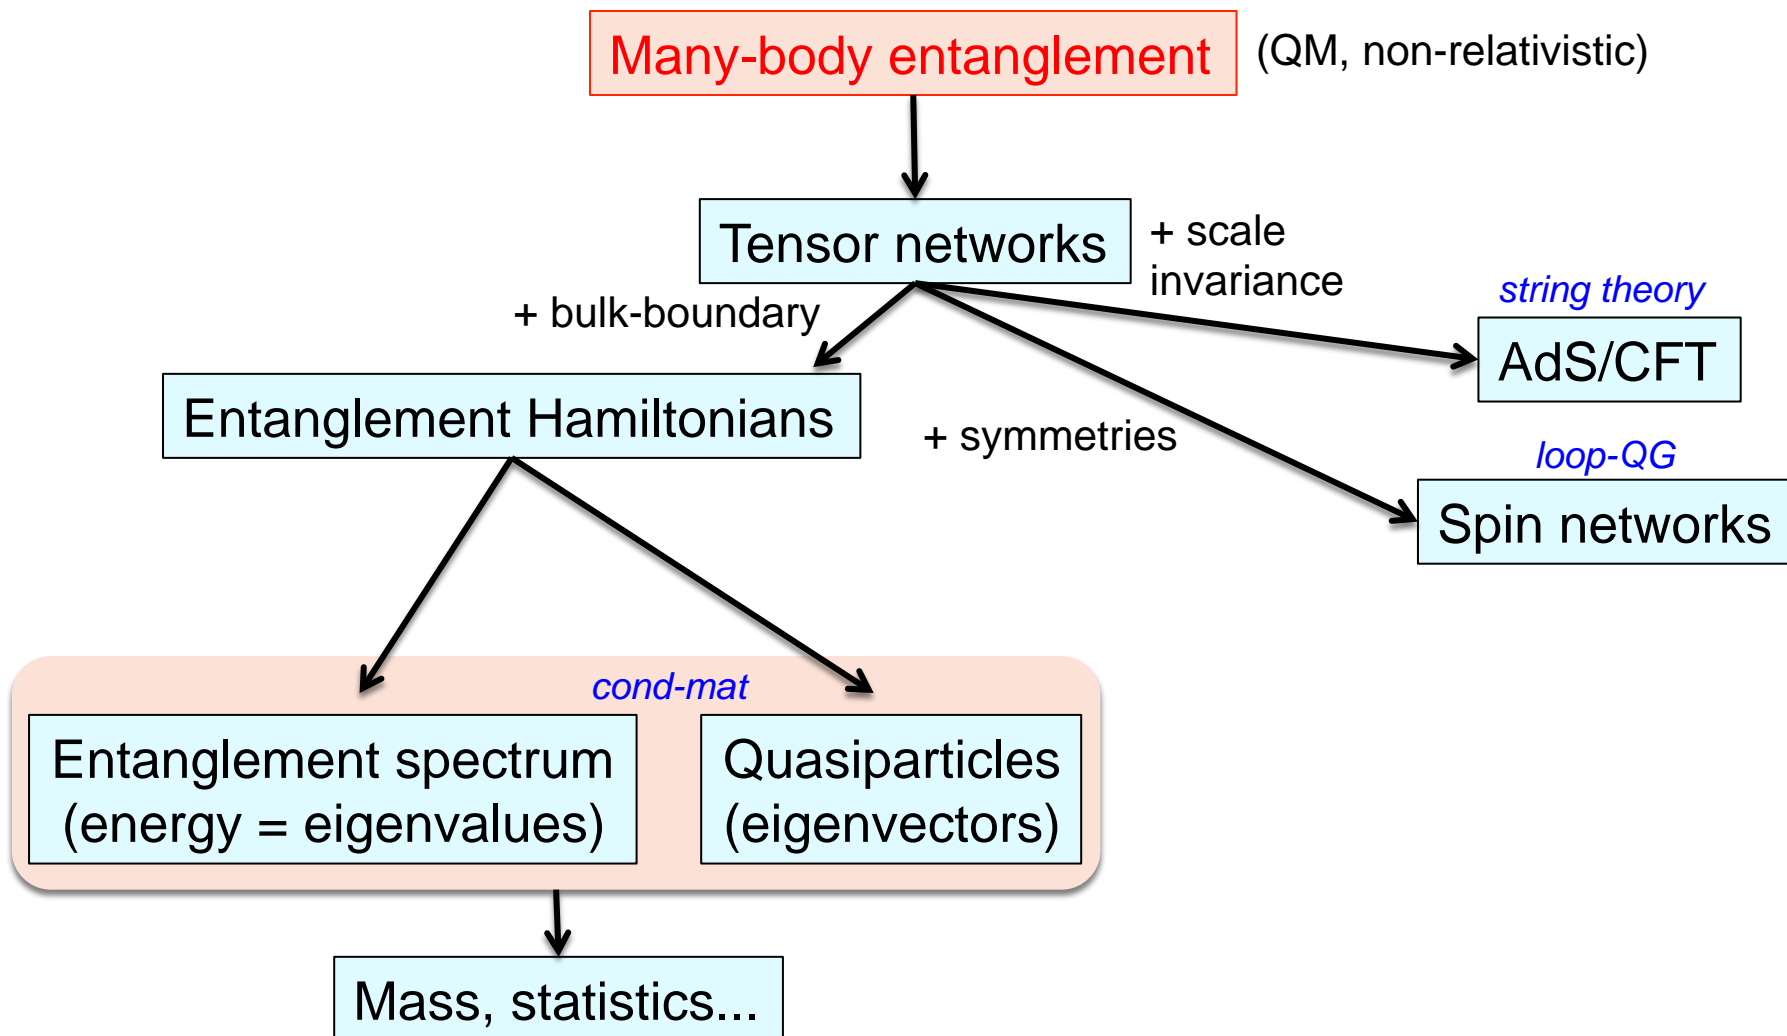 Many-body entanglement
(QM, non-relativistic)
Tensor networks
+ scale
invariance
+ bulk-boundary
string theory
AdS/CFT
Entanglement Hamiltonians
+ symmetries
loop-QG
Spin networks
cond-mat
Entanglement spectrum
(energy = eigenvalues)
Quasiparticles
(eigenvectors)
Mass, statistics...